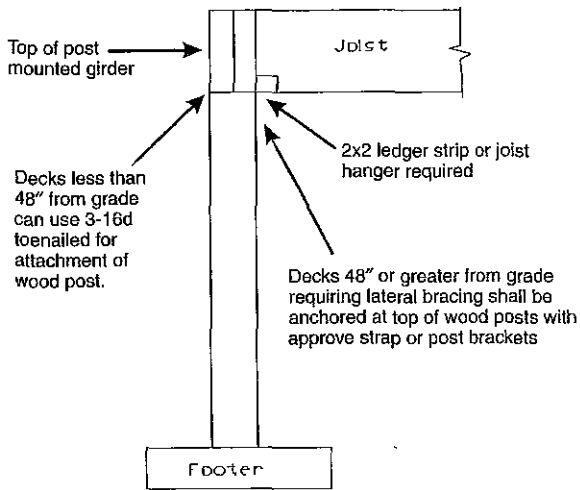 Top of post
mounted girder
Joist
2x2 ledger strip or joist
hanger required
Decks less than
48" from grade
can use 3-16d
toenailed for
attachment of
wood post.
Decks 48" or greater from grade
requiring lateral bracing shall be
anchored at top of wood posts with
approve strap or post brackets
Footer